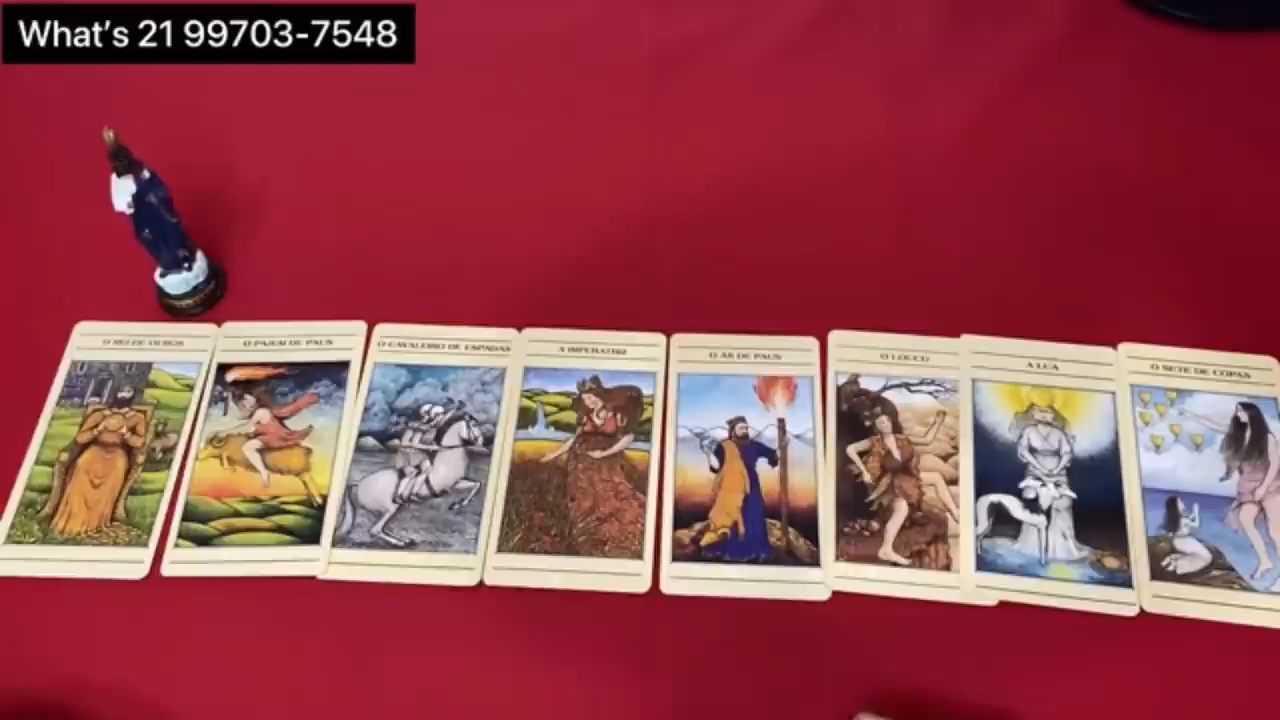 What's 21 99703-7548
O REI DE OUROS
O PAJEM DE PAUS
O CAVALEIRO DE ESPADAS
A IMPERATRIZ
O ÁS DE PAUS
O LOUCO
A LUA
O SETE DE COPAS